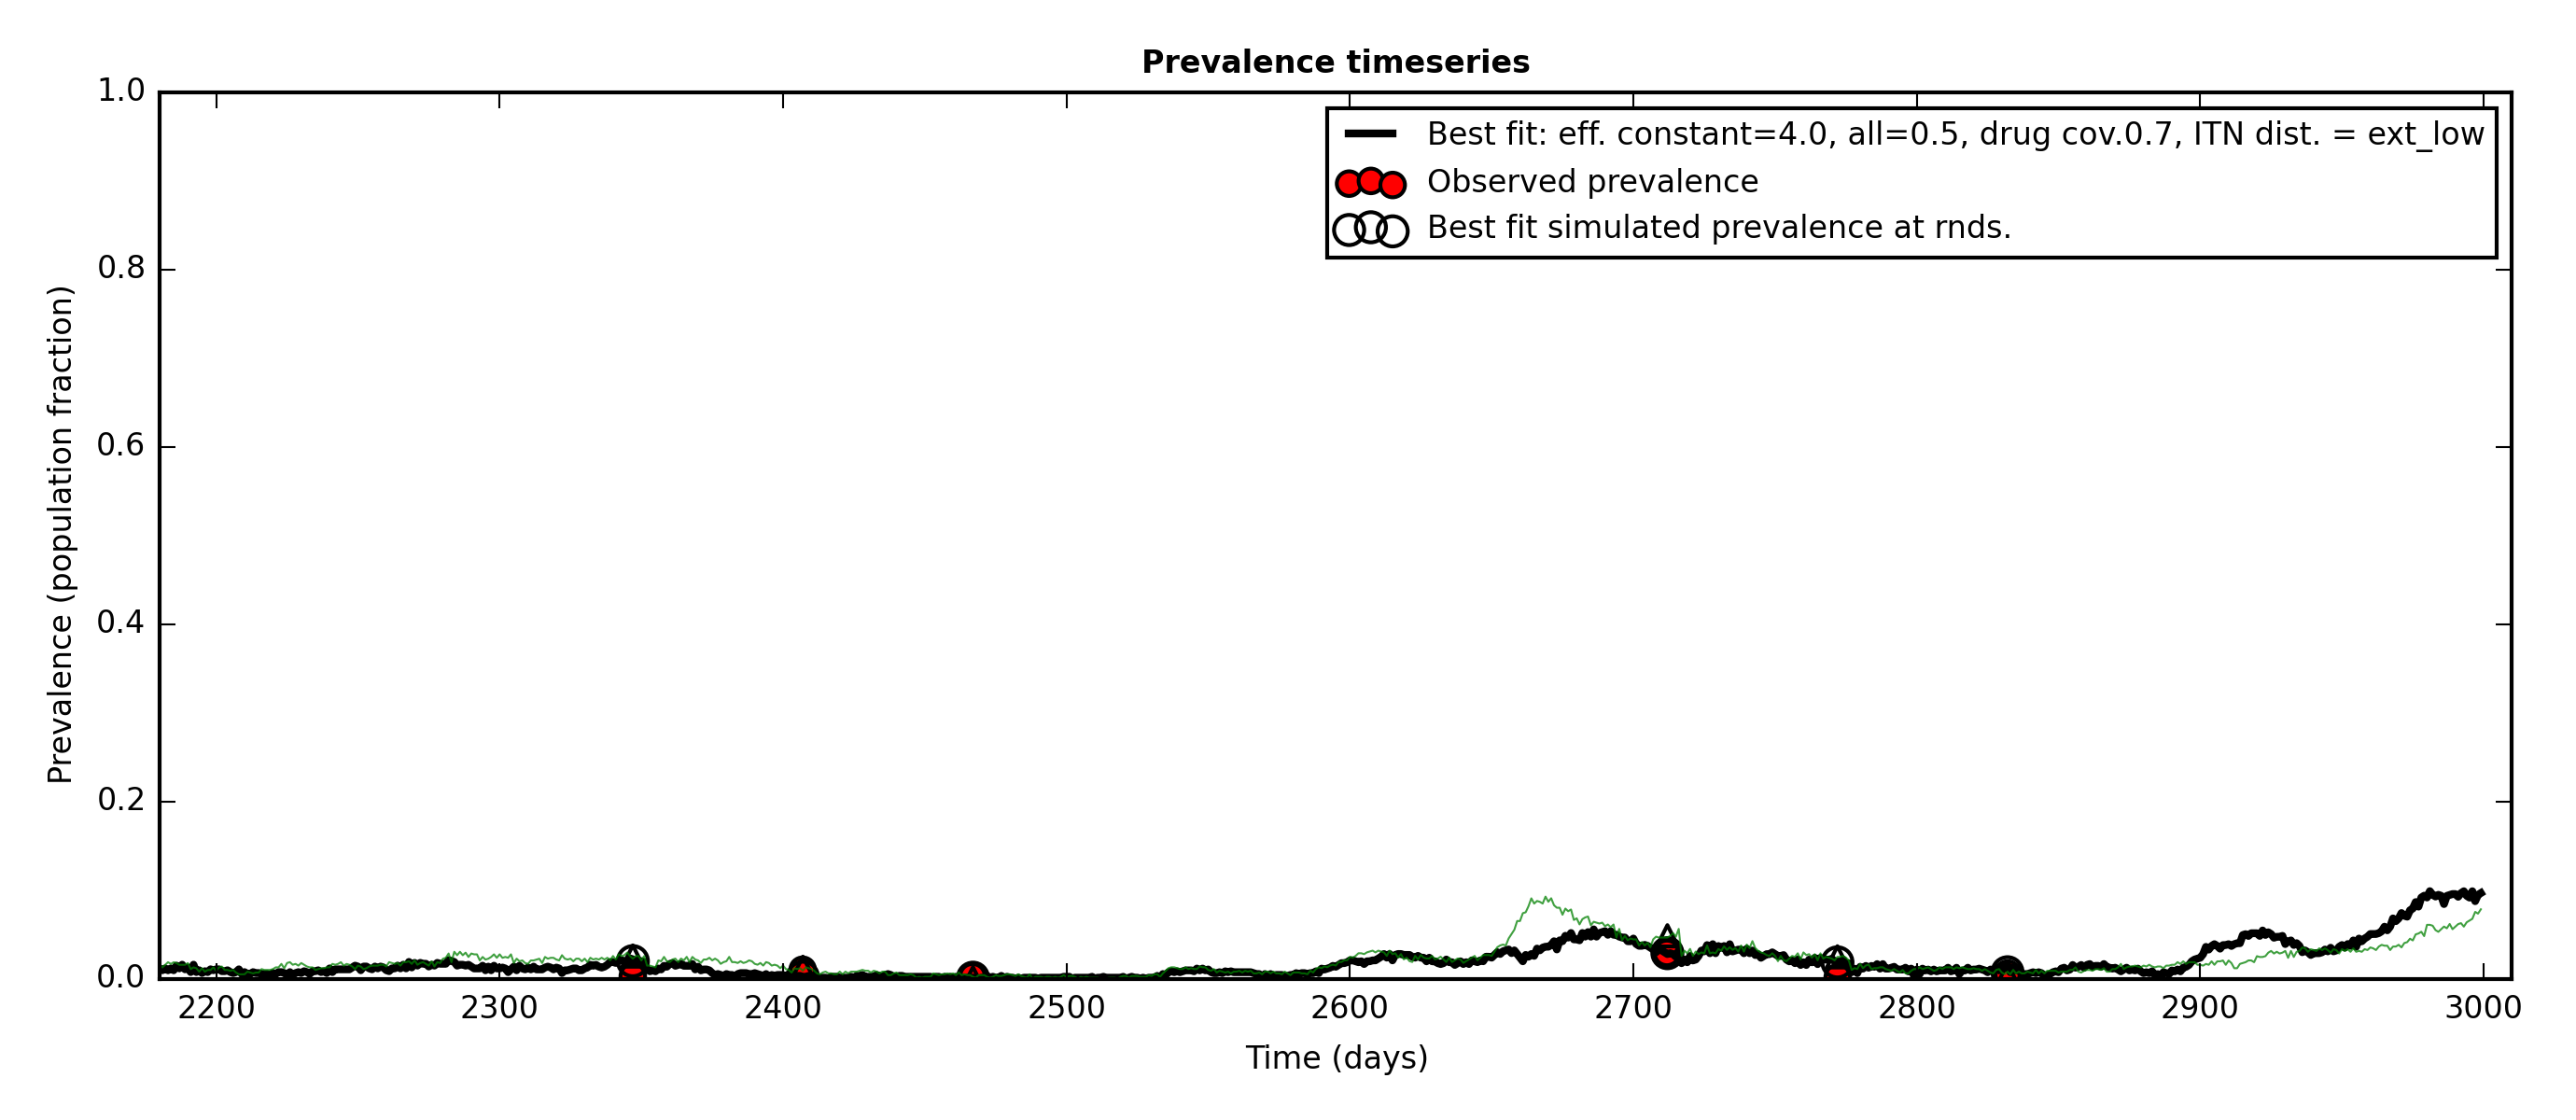 Prevalence timeseries
1.0
0.8
0.6
0.4
0.2
0.0
Prevalence (population fraction)
Best fit: eff. constant=4.0, all=0.5, drug cov.0.7, ITN dist. = ext_low
Observed prevalence
Best fit simulated prevalence at rnds.
2200 2300 2400 2500 2600 2700 2800 2900 3000
Time (days)